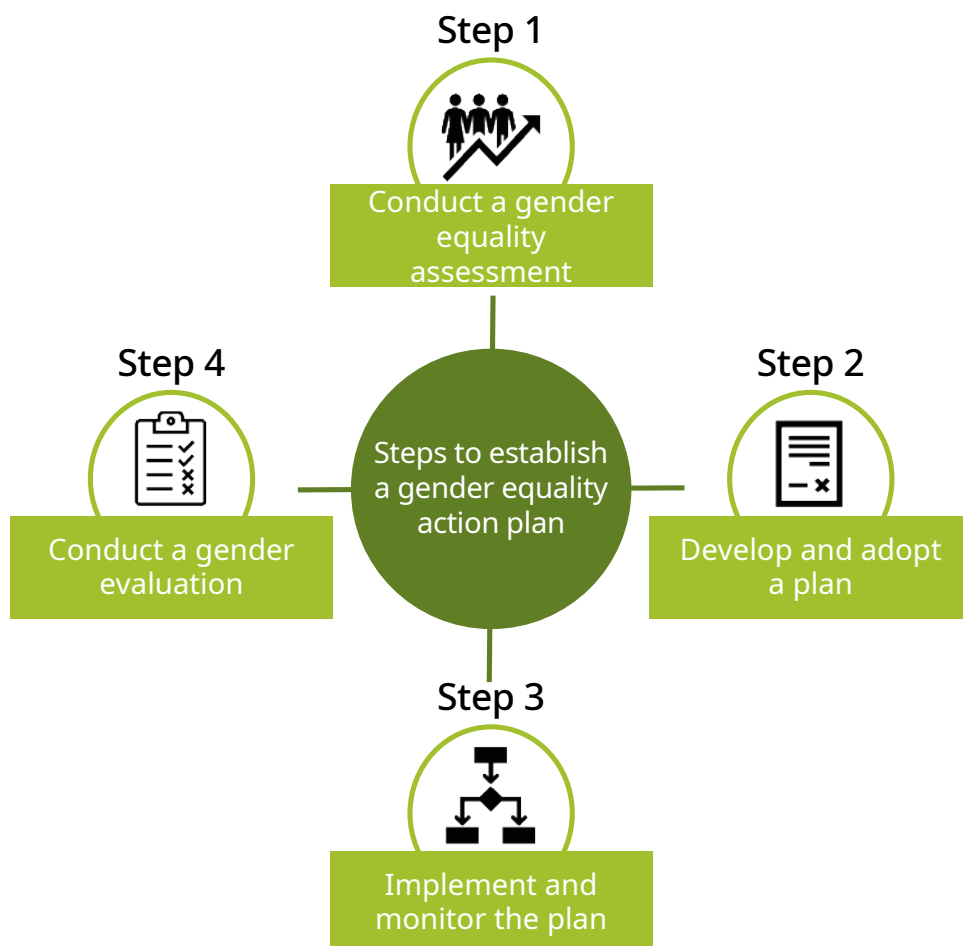 Step 1
Conduct a gender
equality
assessment
Step 4
Step 2
Steps to establish
a gender equality
action plan
Conduct a gender
evaluation
Develop and adopt
a plan
Step 3
Implement and
monitor the plan